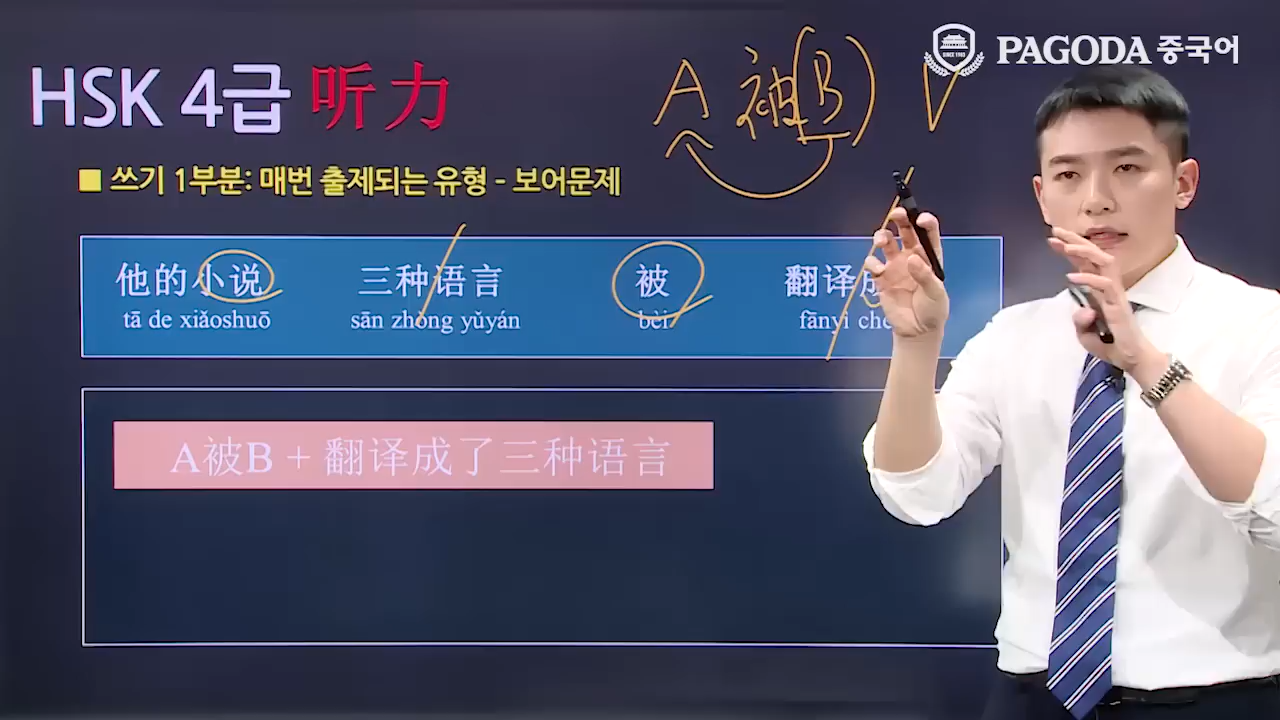 PAGODA 중국어
SINCE 1969
HSK 4급 听力
A 被(B) V
■ 쓰기 1부분: 매번 출제되는 유형 - 보어문제
他的小说 三种语言 被 翻译成
tā de xiǎoshuō sān zhǒng yǔyán bèi fānyì
A被B + 翻译成了三种语言